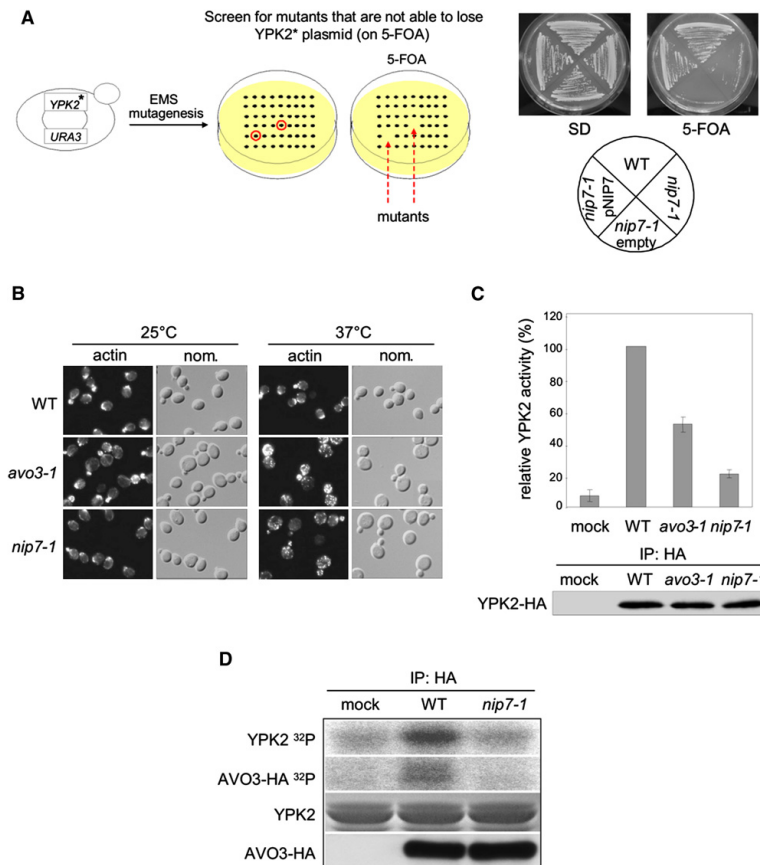 A
Screen for mutants that are not able to lose
YPK2* plasmid (on 5-FOA)
5-FOA
YPK2*
URA3
EMS
mutagenesis
mutants
SD
5-FOA
WT
nip7-1
pNIP7
nip7-1
nip7-1
empty
B
25°C
37°C
actin
nom.
actin
nom.
WT
avo3-1
nip7-1
C
relative YPK2 activity (%)
120
100
80
60
40
20
0
mock WT avo3-1 nip7-1
IP: HA
mock WT avo3-1 nip7-1
YPK2-HA
D
IP: HA
mock WT nip7-1
YPK2 ³²P
AVO3-HA ³²P
YPK2
AVO3-HA